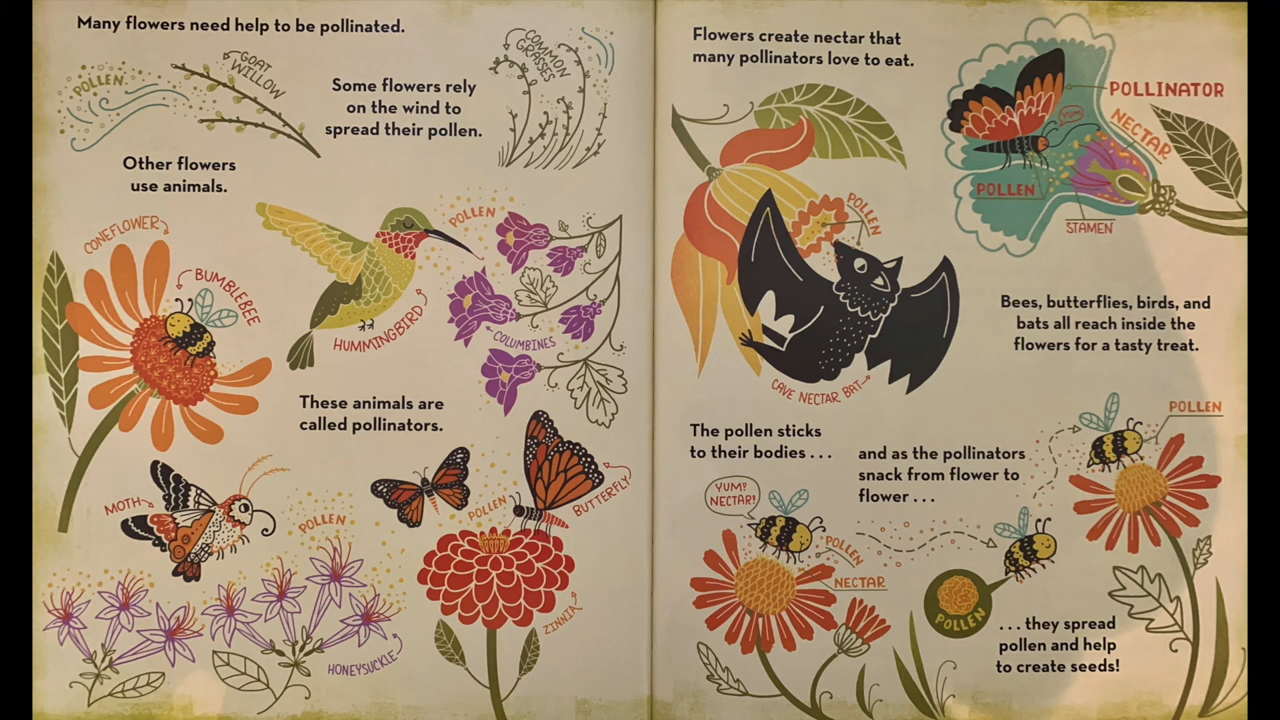 Many flowers need help to be pollinated.
POLLEN
GOAT
WILLOW
Some flowers rely
on the wind to
spread their pollen.
COMMON
GRASSES
Other flowers
use animals.
CONEFLOWER
BUMBLEBEE
HUMMINGBIRD
POLLEN
COLUMBINES
These animals are
called pollinators.
MOTH
POLLEN
HONEYSUCKLE
POLLEN
BUTTERFLY
ZINNIA
Flowers create nectar that
many pollinators love to eat.
POLLINATOR
YUM!
NECTAR
POLLEN
STAMEN
POLLEN
CAVE NECTAR BAT
Bees, butterflies, birds, and
bats all reach inside the
flowers for a tasty treat.
The pollen sticks
to their bodies . . .
YUM!
NECTAR!
POLLEN
NECTAR
and as the pollinators
snack from flower to
flower . . .
POLLEN
POLLEN
. . . they spread
pollen and help
to create seeds!